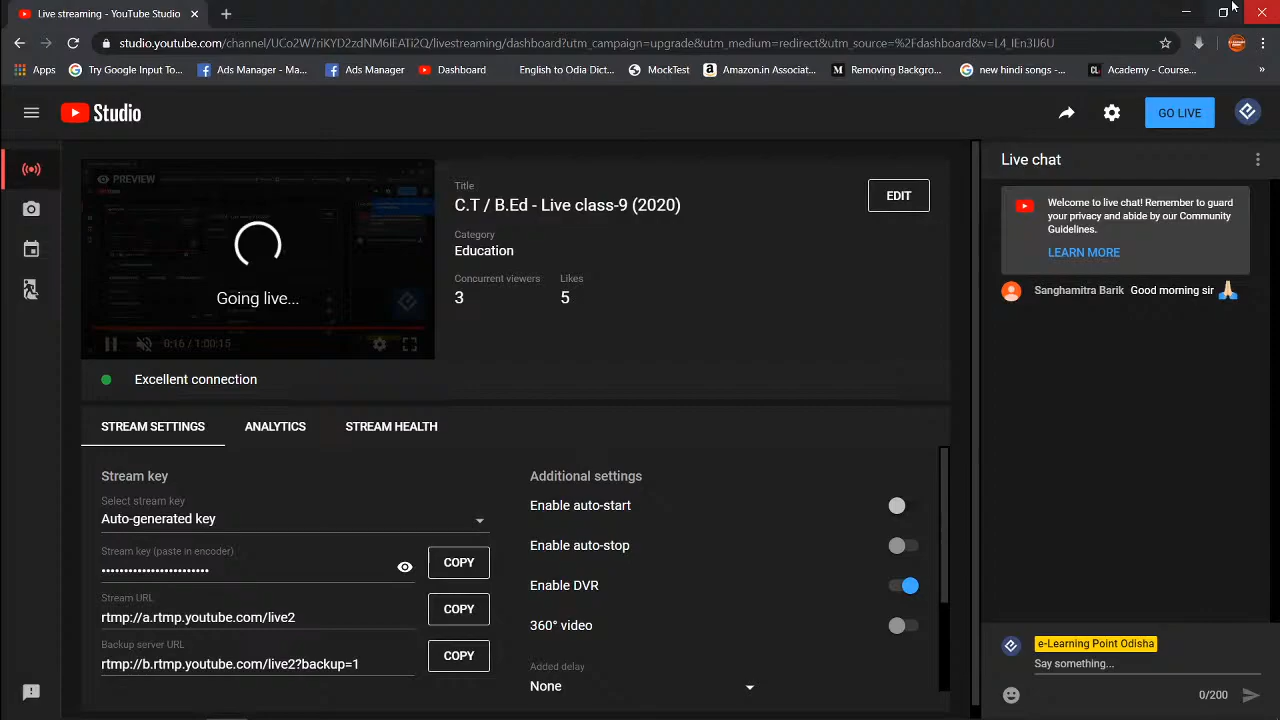 Live streaming - YouTube Studio
studio.youtube.com/channel/UCo2W7riKYD2zdNM6IEATi2Q/livestreaming/dashboard?utm_campaign=upgrade&utm_medium=redirect&utm_source=%2Fdashboard&v=L4_IEn3IJ6U
Apps Try Google Input To... Ads Manager - Ma... Ads Manager Dashboard English to Odia Dict... MockTest Amazon.in Associat... Removing Backgro... new hindi songs -... Academy - Course... »
Studio
GO LIVE
PREVIEW
Going live...
0:16 / 1:00:15
Title
C.T / B.Ed - Live class-9 (2020)
EDIT
Category
Education
Concurrent viewers Likes
3 5
Excellent connection
STREAM SETTINGS ANALYTICS STREAM HEALTH
Stream key
Select stream key
Auto-generated key
Stream key (paste in encoder)
••••••••••••••••••••••••
COPY
Stream URL
rtmp://a.rtmp.youtube.com/live2
COPY
Backup server URL
rtmp://b.rtmp.youtube.com/live2?backup=1
COPY
Additional settings
Enable auto-start
Enable auto-stop
Enable DVR
360° video
Added delay
None
Live chat
Welcome to live chat! Remember to guard
your privacy and abide by our Community
Guidelines.
LEARN MORE
Sanghamitra Barik Good morning sir 🙏
e-Learning Point Odisha
Say something...
0/200